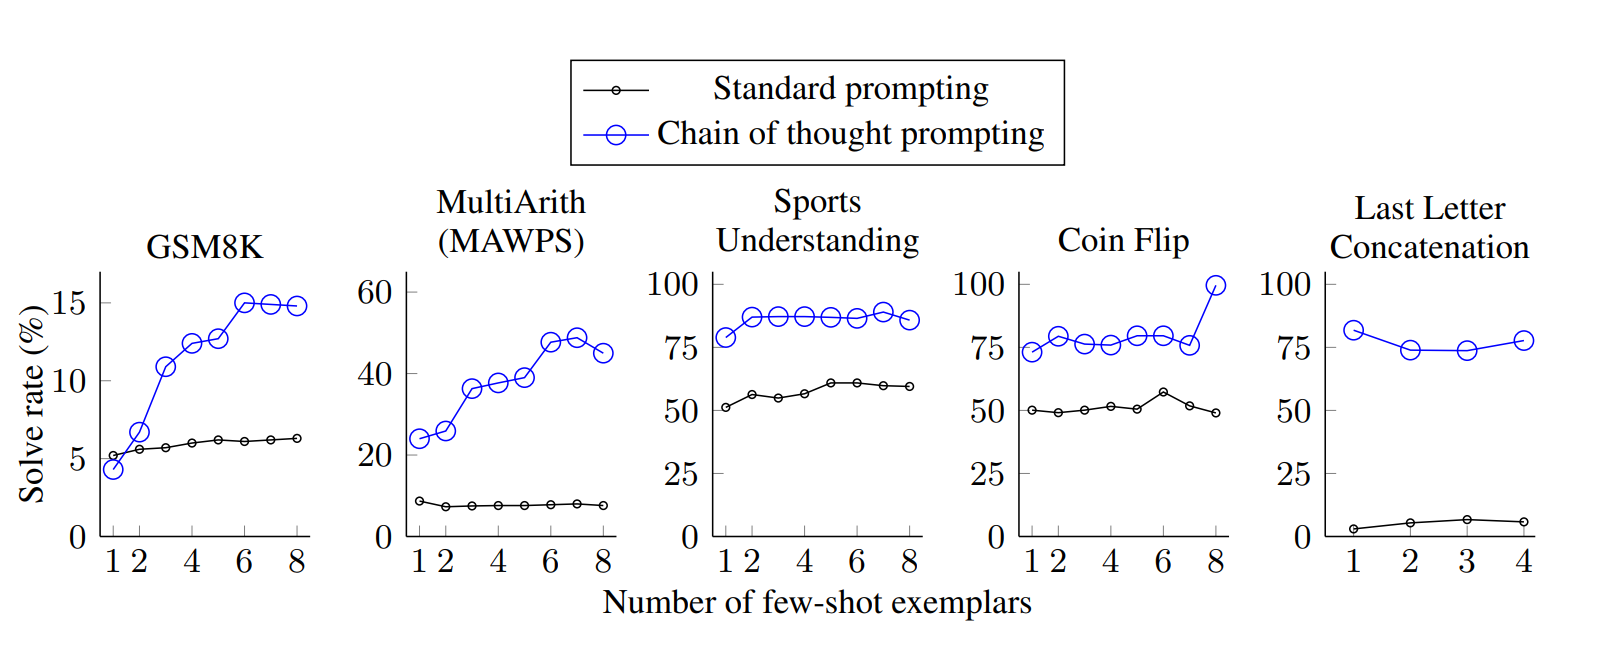 Standard prompting
Chain of thought prompting
GSM8K
MultiArith
(MAWPS)
Sports
Understanding
Coin Flip
Last Letter
Concatenation
Solve rate (%)
15
10
5
0
1 2 4 6 8
60
40
20
0
1 2 4 6 8
100
75
50
25
0
1 2 4 6 8
100
75
50
25
0
1 2 4 6 8
100
75
50
25
0
1 2 3 4
Number of few-shot exemplars